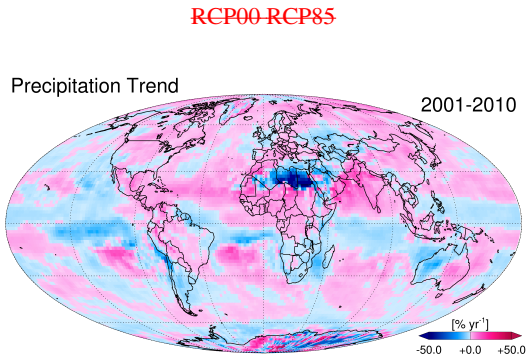 RCP00 RCP85
Precipitation Trend
2001-2010
[% yr⁻¹]
-50.0 +0.0 +50.0